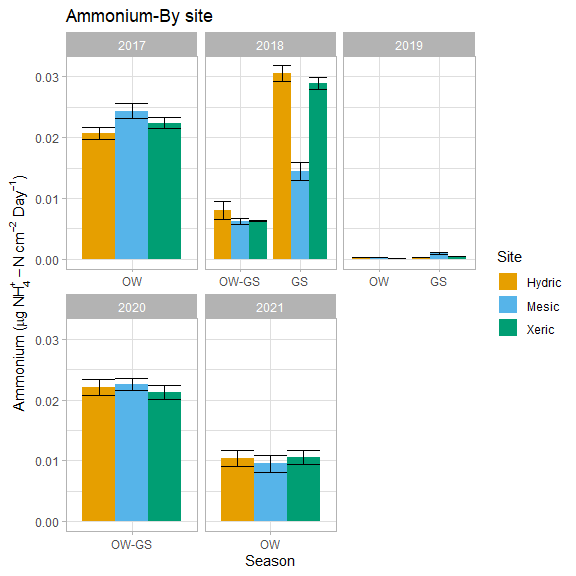 Ammonium-By site
2017 2018 2019
0.03
0.02
0.01
0.00
OW OW-GS GS OW GS
2020 2021
0.03
0.02
0.01
0.00
OW-GS OW
Season
Ammonium (μg NH₄⁺−N cm⁻² Day⁻¹)
Site
Hydric
Mesic
Xeric